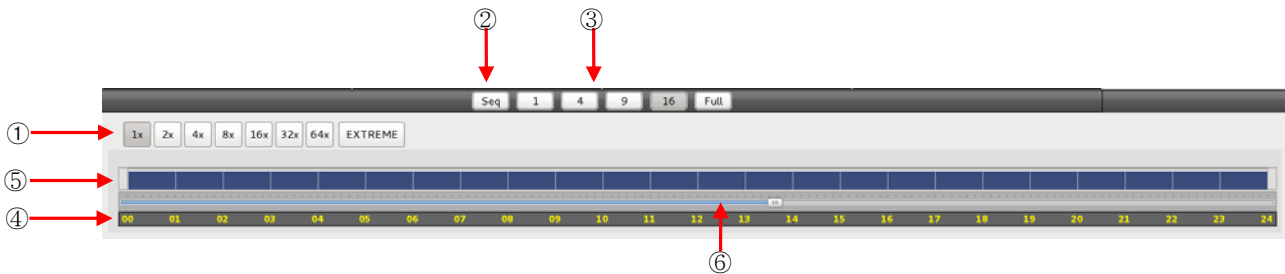 ② ③
Seq 1 4 9 16 Full
① 1x 2x 4x 8x 16x 32x 64x EXTREME
⑤
④ 00 01 02 03 04 05 06 07 08 09 10 11 12 13 14 15 16 17 18 19 20 21 22 23 24
⑥